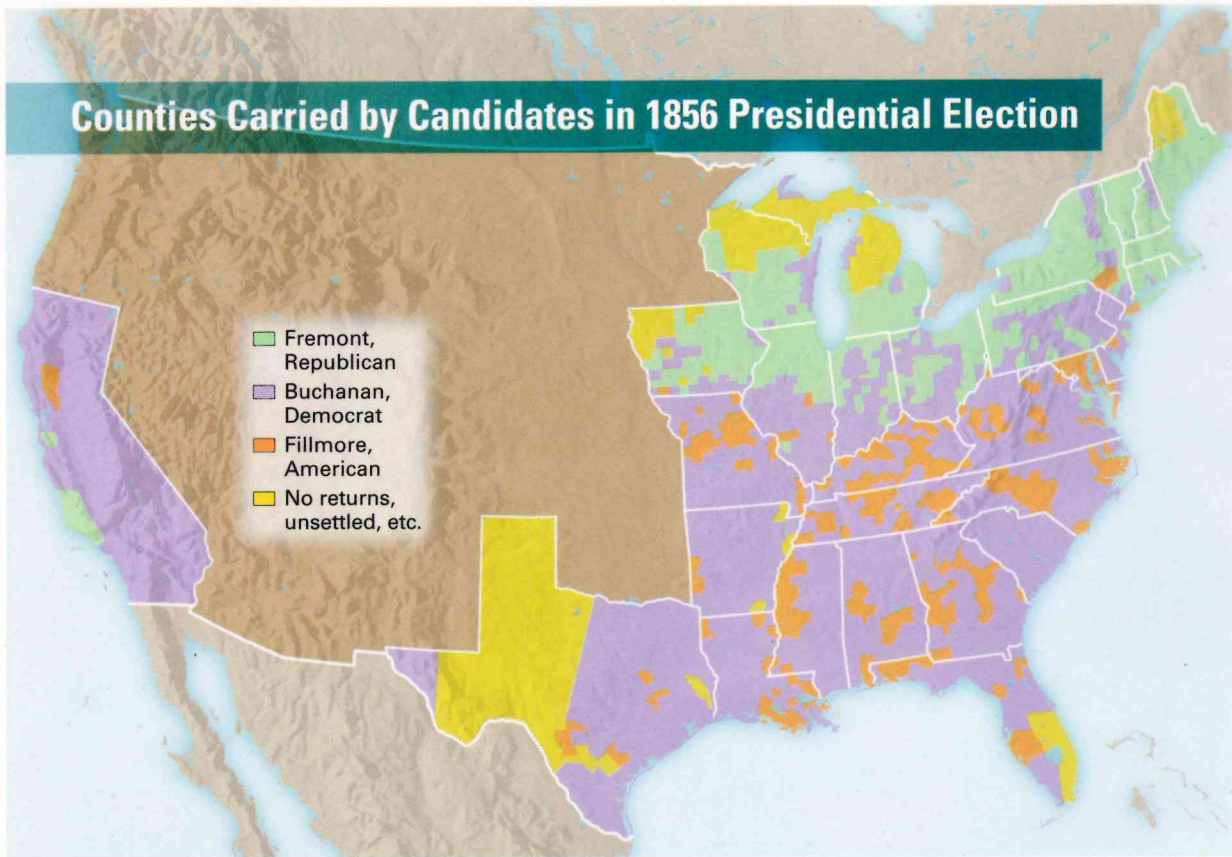 Counties Carried by Candidates in 1856 Presidential Election
Fremont,
Republican
Buchanan,
Democrat
Fillmore,
American
No returns,
unsettled, etc.